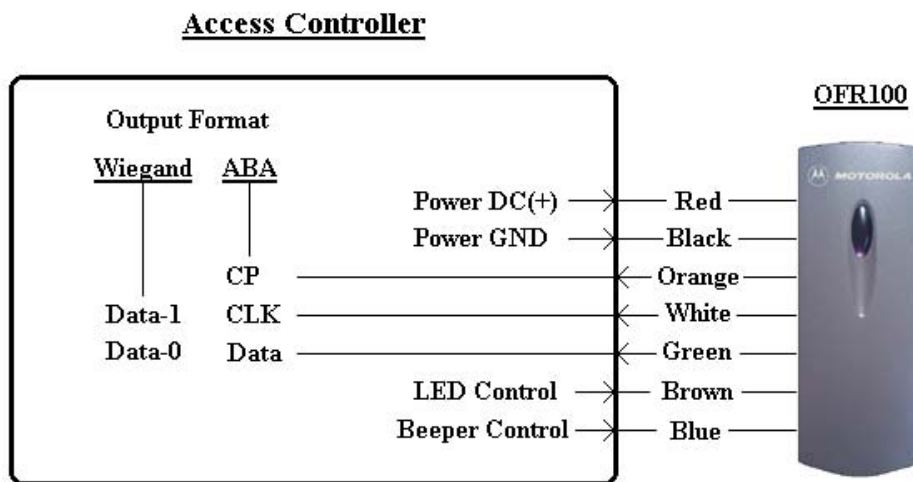 Access Controller
OFR100
Output Format
Wiegand ABA
MOTOROLA
Power DC(+) Red
Power GND Black
CP Orange
Data-1 CLK White
Data-0 Data Green
LED Control Brown
Beeper Control Blue